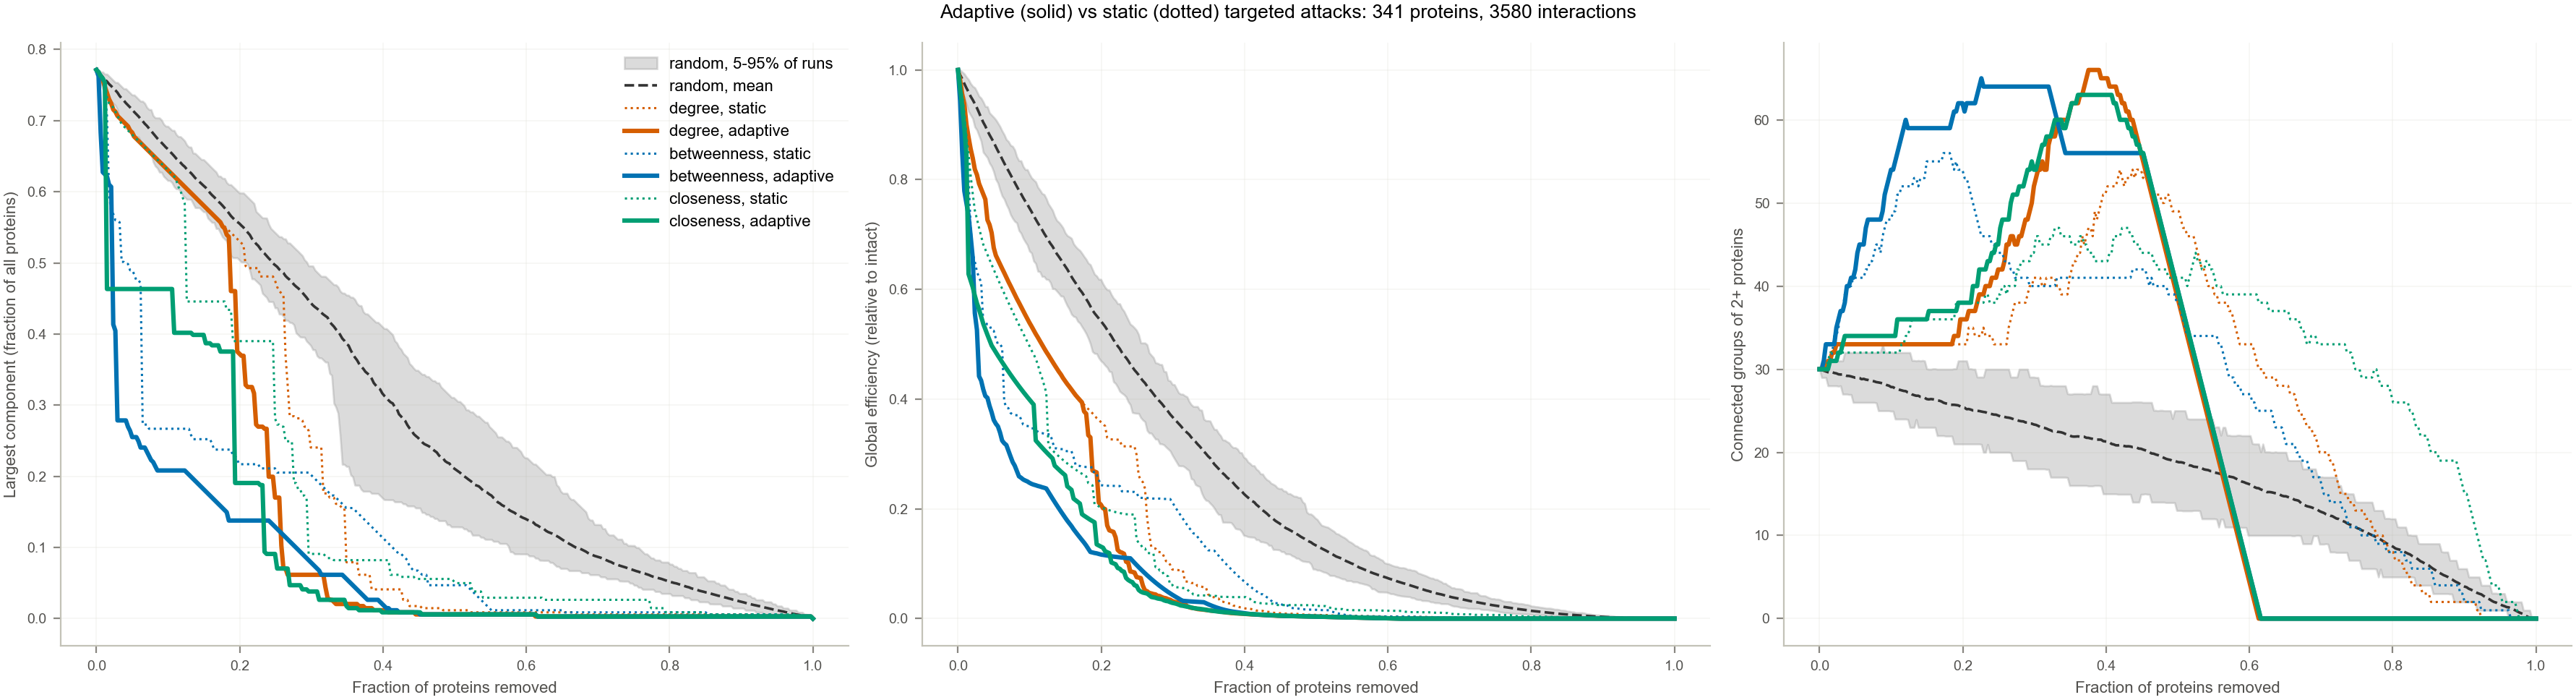 Adaptive (solid) vs static (dotted) targeted attacks: 341 proteins, 3580 interactions
Largest component (fraction of all proteins)
0.8
0.7
0.6
0.5
0.4
0.3
0.2
0.1
0.0
0.0 0.2 0.4 0.6 0.8 1.0
Fraction of proteins removed
random, 5-95% of runs
random, mean
degree, static
degree, adaptive
betweenness, static
betweenness, adaptive
closeness, static
closeness, adaptive
Global efficiency (relative to intact)
1.0
0.8
0.6
0.4
0.2
0.0
0.0 0.2 0.4 0.6 0.8 1.0
Fraction of proteins removed
Connected groups of 2+ proteins
60
50
40
30
20
10
0
0.0 0.2 0.4 0.6 0.8 1.0
Fraction of proteins removed